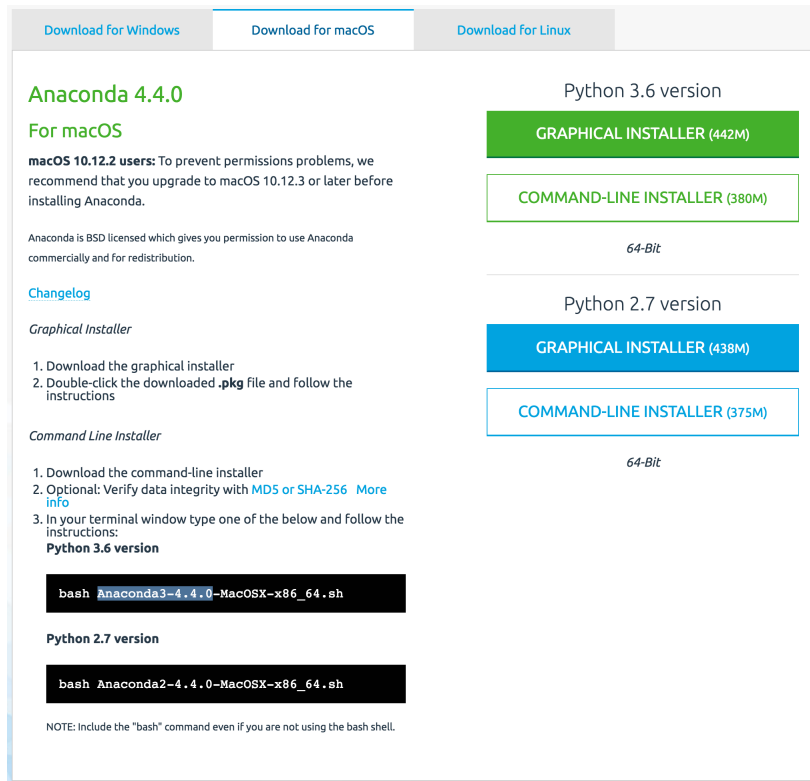 Download for Windows
Download for macOS
Download for Linux
Anaconda 4.4.0
For macOS
macOS 10.12.2 users: To prevent permissions problems, we
recommend that you upgrade to macOS 10.12.3 or later before
installing Anaconda.
Anaconda is BSD licensed which gives you permission to use Anaconda
commercially and for redistribution.
Changelog
Graphical Installer
1. Download the graphical installer
2. Double-click the downloaded .pkg file and follow the
instructions
Command Line Installer
1. Download the command-line installer
2. Optional: Verify data integrity with MD5 or SHA-256 More
info
3. In your terminal window type one of the below and follow the
instructions:
Python 3.6 version
bash Anaconda3-4.4.0-MacOSX-x86_64.sh
Python 2.7 version
bash Anaconda2-4.4.0-MacOSX-x86_64.sh
NOTE: Include the "bash" command even if you are not using the bash shell.
Python 3.6 version
GRAPHICAL INSTALLER (442M)
COMMAND-LINE INSTALLER (380M)
64-Bit
Python 2.7 version
GRAPHICAL INSTALLER (438M)
COMMAND-LINE INSTALLER (375M)
64-Bit